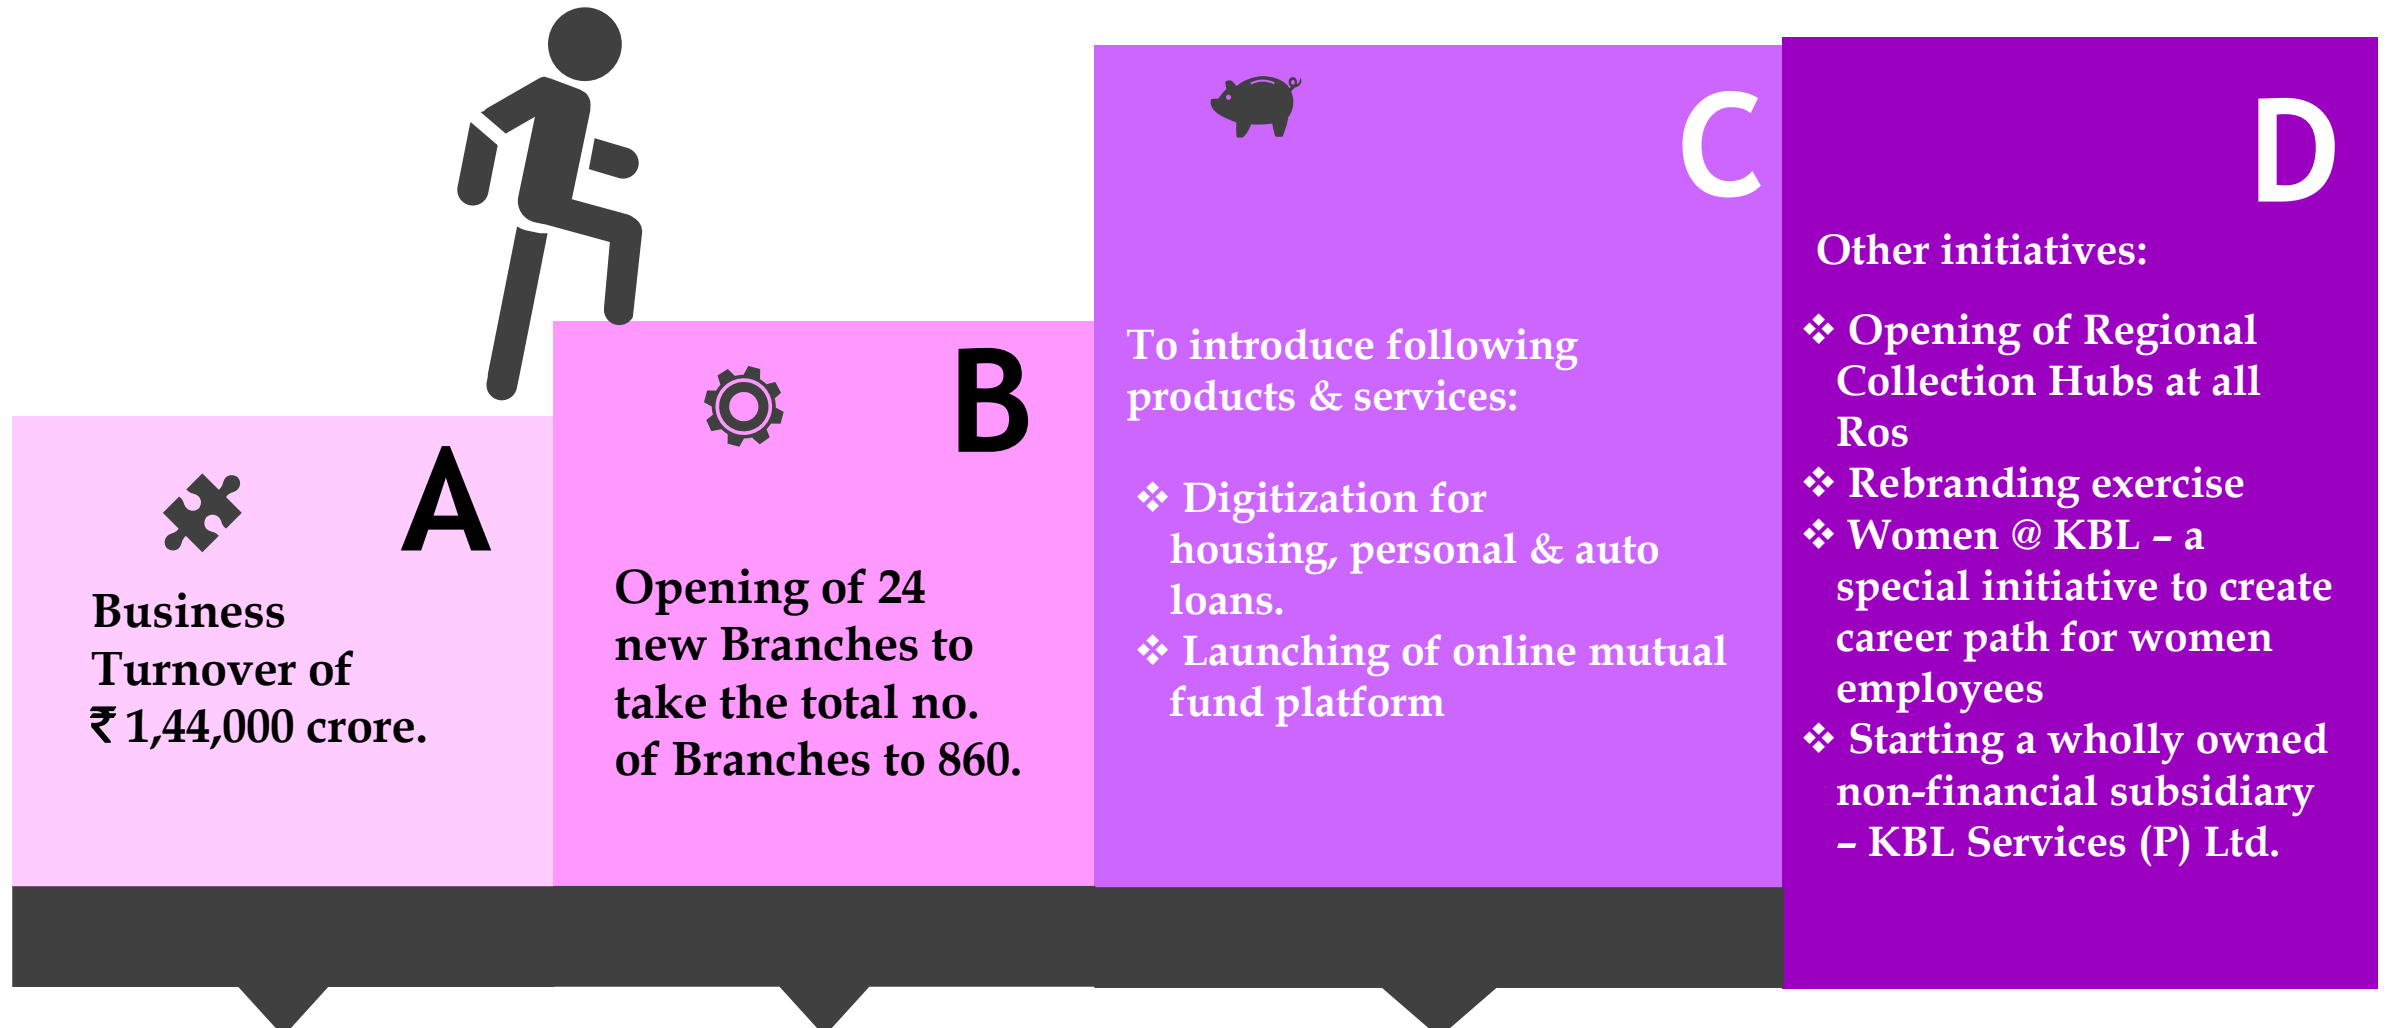 A
Business
Turnover of
₹ 1,44,000 crore.
B
Opening of 24
new Branches to
take the total no.
of Branches to 860.
C
To introduce following
products & services:
❖ Digitization for
housing, personal & auto
loans.
❖ Launching of online mutual
fund platform
D
Other initiatives:
❖ Opening of Regional
Collection Hubs at all
Ros
❖ Rebranding exercise
❖ Women @ KBL – a
special initiative to create
career path for women
employees
❖ Starting a wholly owned
non-financial subsidiary
– KBL Services (P) Ltd.